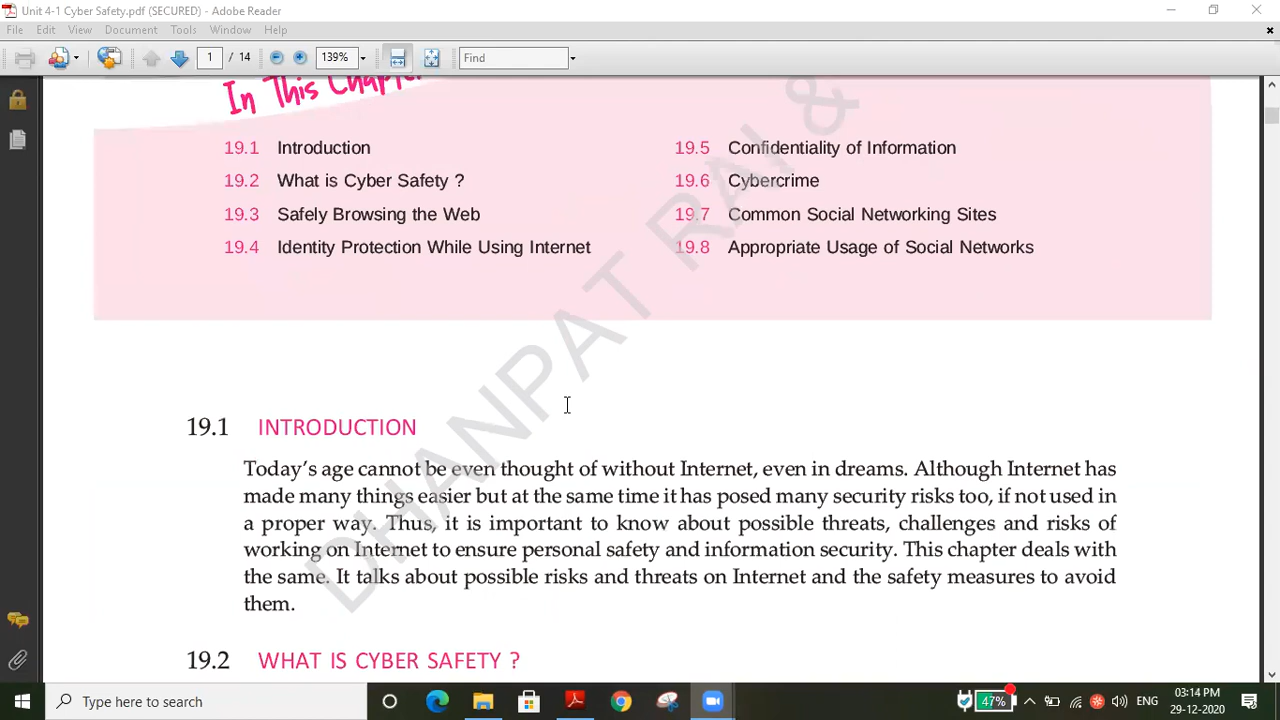 Unit 4-1 Cyber Safety.pdf (SECURED) - Adobe Reader
File Edit View Document Tools Window Help
1 / 14 139% Find
In This Chapter
19.1 Introduction
19.2 What is Cyber Safety ?
19.3 Safely Browsing the Web
19.4 Identity Protection While Using Internet
19.5 Confidentiality of Information
19.6 Cybercrime
19.7 Common Social Networking Sites
19.8 Appropriate Usage of Social Networks
DHANPAT RAI &
19.1 INTRODUCTION
Today's age cannot be even thought of without Internet, even in dreams. Although Internet has
made many things easier but at the same time it has posed many security risks too, if not used in
a proper way. Thus, it is important to know about possible threats, challenges and risks of
working on Internet to ensure personal safety and information security. This chapter deals with
the same. It talks about possible risks and threats on Internet and the safety measures to avoid
them.
19.2 WHAT IS CYBER SAFETY ?
Type here to search
47%
ENG
03:14 PM
29-12-2020